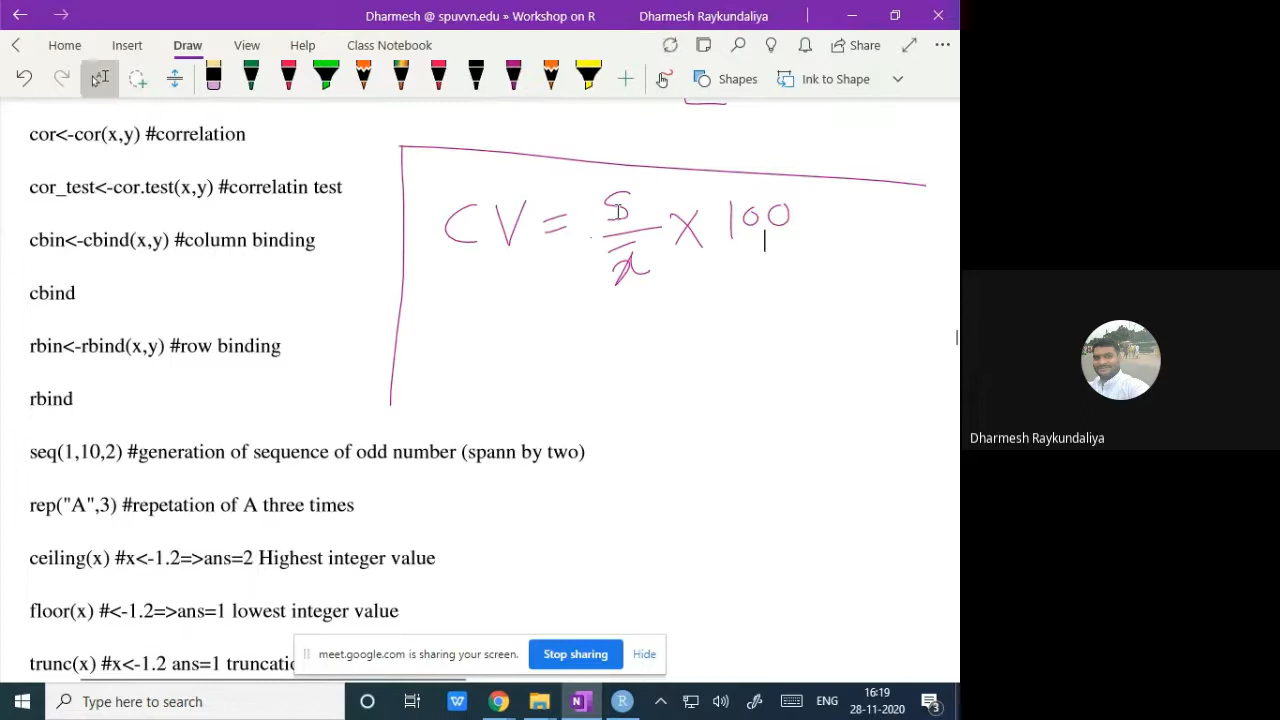 Dharmesh @ spuvvn.edu » Workshop on R
Dharmesh Raykundaliya
Home Insert Draw View Help Class Notebook
Share
Shapes
Ink to Shape
cor<-cor(x,y) #correlation
cor_test<-cor.test(x,y) #correlatin test
cbin<-cbind(x,y) #column binding
cbind
rbin<-rbind(x,y) #row binding
rbind
CV = s/x̄ X 100
seq(1,10,2) #generation of sequence of odd number (spann by two)
rep("A",3) #repetation of A three times
ceiling(x) #x<-1.2=>ans=2 Highest integer value
floor(x) #<-1.2=>ans=1 lowest integer value
trunc(x) #x<-1.2 ans=1 truncati
meet.google.com is sharing your screen.
Stop sharing
Hide
Dharmesh Raykundaliya
Type here to search
ENG
16:19
28-11-2020
3